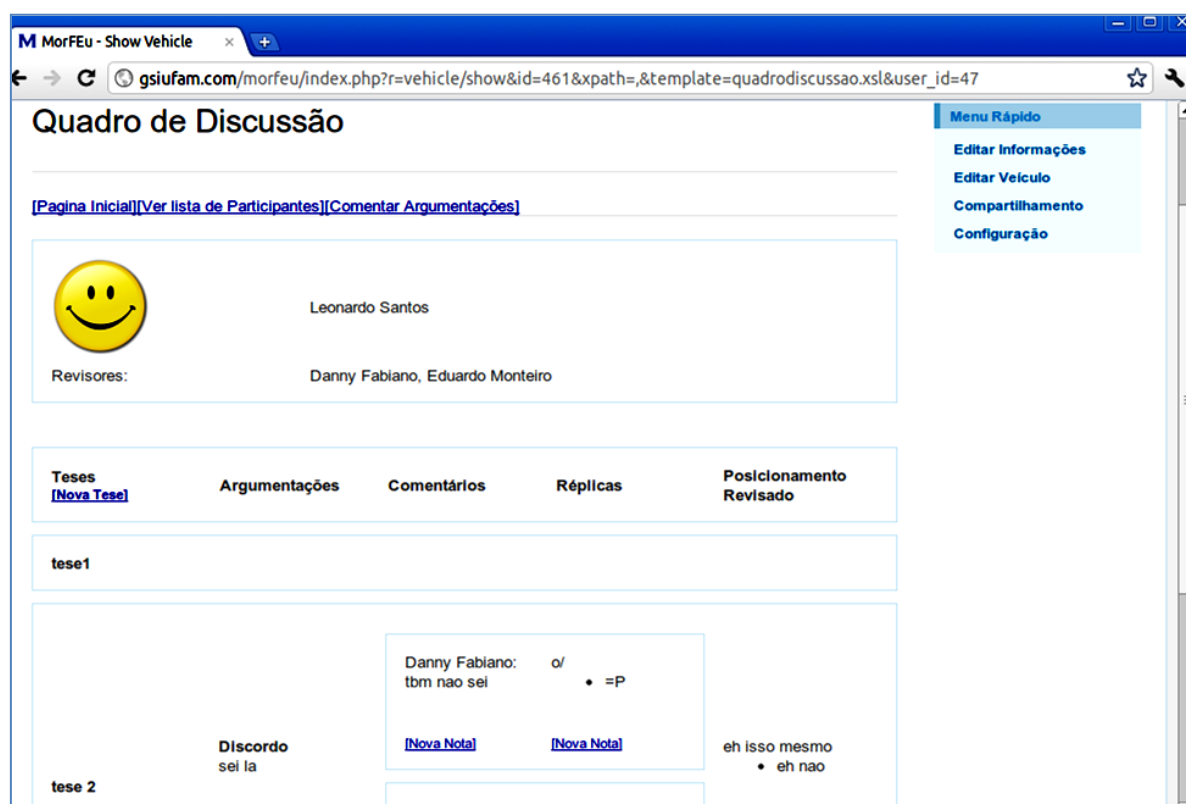 M MorFEu - Show Vehicle
gsiufam.com/morfeu/index.php?r=vehicle/show&id=461&xpath=,&template=quadrodiscussao.xsl&user_id=47
Quadro de Discussão
Menu Rápido
Editar Informações
Editar Veículo
Compartilhamento
Configuração
[Pagina Inicial][Ver lista de Participantes][Comentar Argumentações]
Leonardo Santos
Revisores: Danny Fabiano, Eduardo Monteiro
Teses
[Nova Tese]
Argumentações
Comentários
Réplicas
Posicionamento
Revisado
tese1
tese 2
Discordo
sei la
Danny Fabiano:
tbm nao sei
[Nova Nota]
o/
• =P
[Nova Nota]
eh isso mesmo
• eh nao